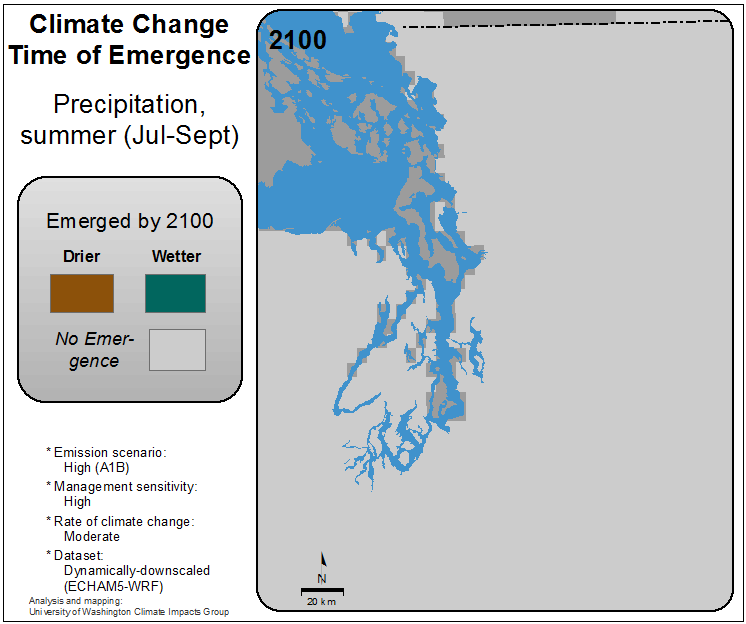 Climate Change
Time of Emergence
Precipitation,
summer (Jul-Sept)
Emerged by 2100
Drier
Wetter
No Emer-
gence
* Emission scenario:
High (A1B)
* Management sensitivity:
High
* Rate of climate change:
Moderate
* Dataset:
Dynamically-downscaled
(ECHAM5-WRF)
Analysis and mapping:
University of Washington Climate Impacts Group
2100
N
20 km